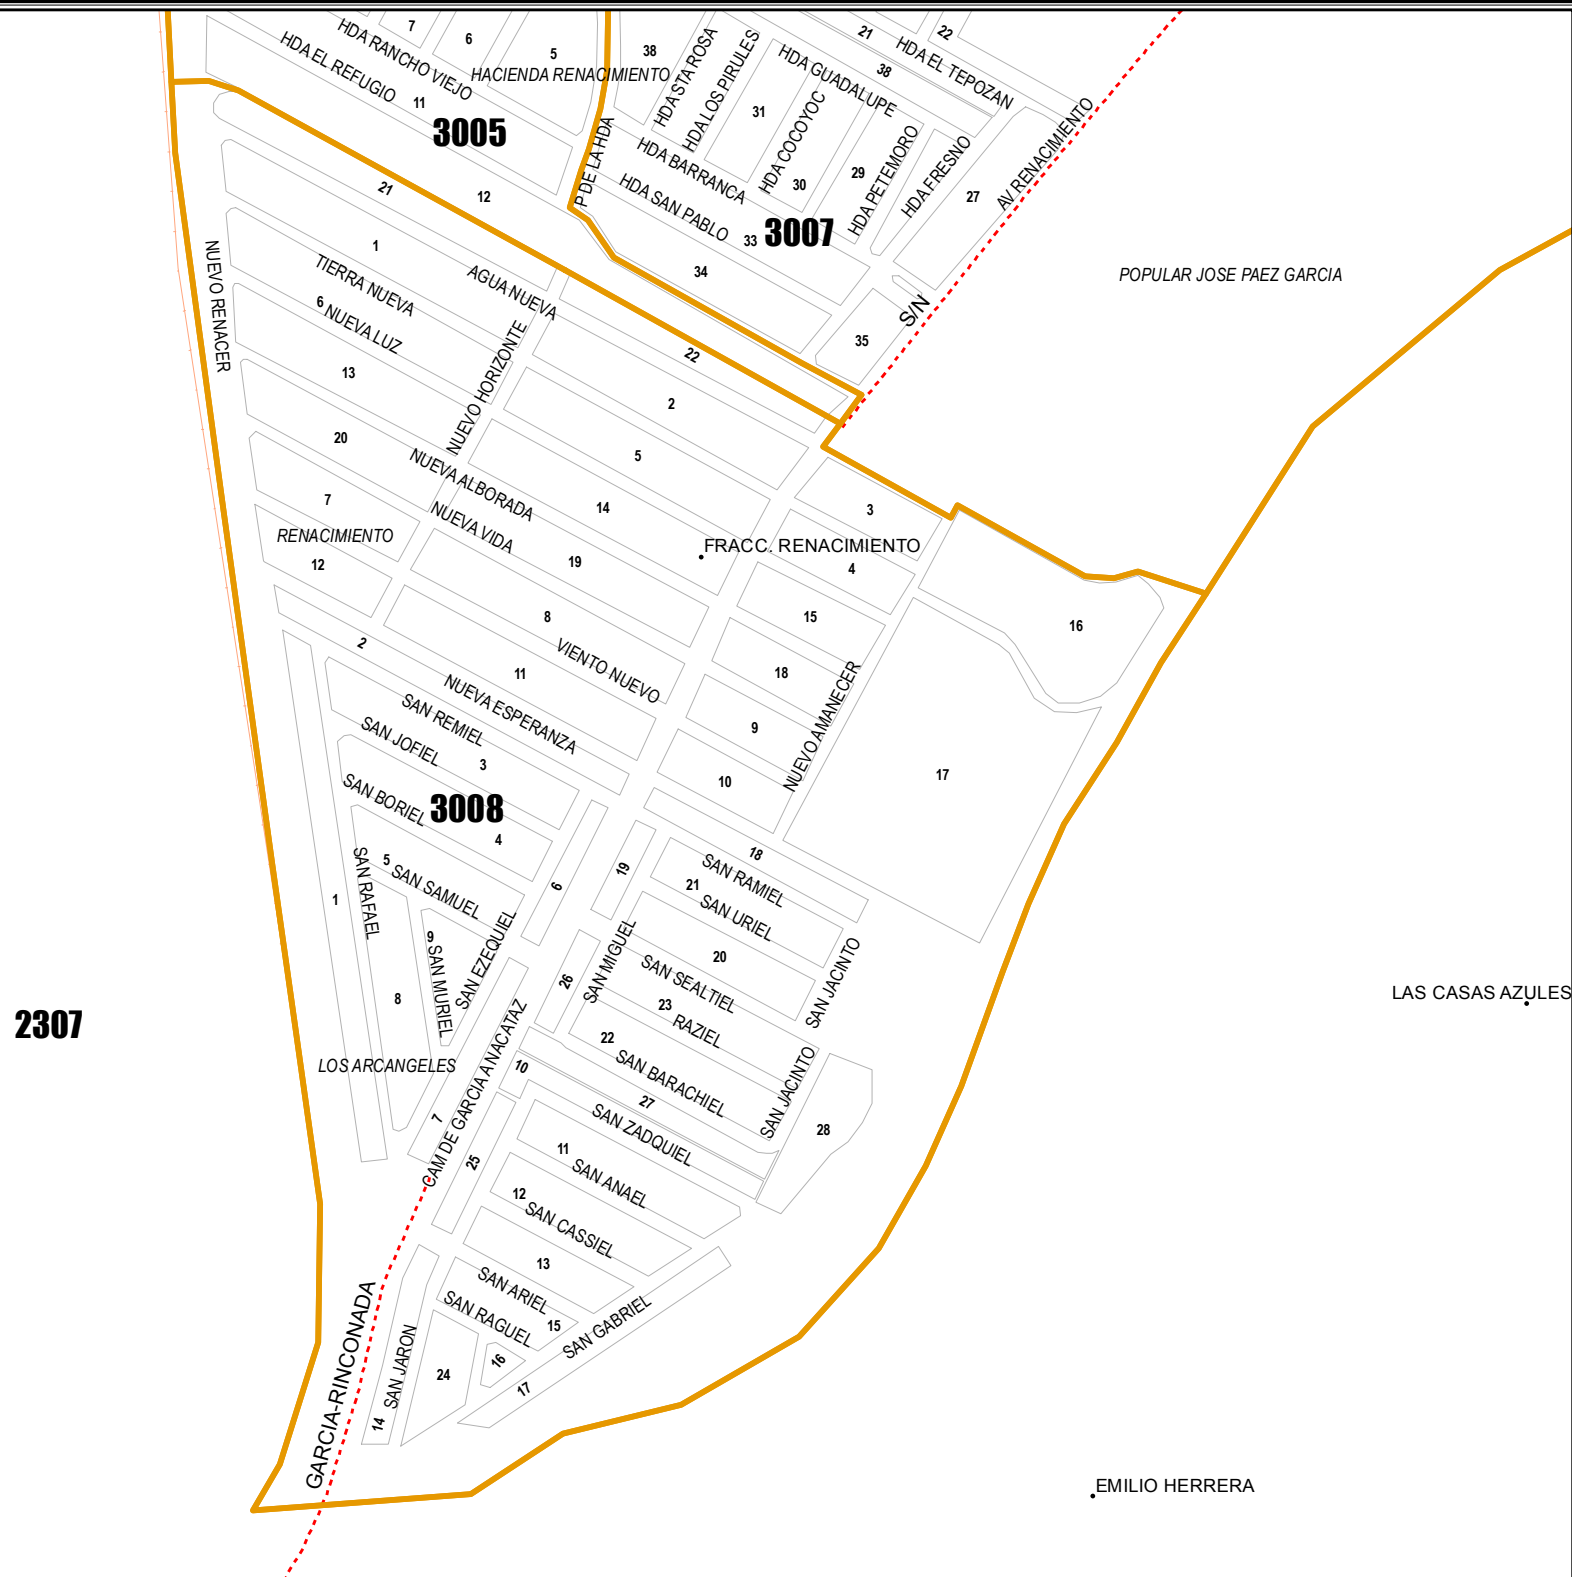 7
6
5
38
21
22
HDA RANCHO VIEJO
HDA EL REFUGIO
HACIENDA RENACIMIENTO
11
3005
HDA STA ROSA
HDA LOS PIRULES
HDA GUADALUPE
38
HDA EL TEPOZAN
31
HDA COCOYOC
30
29
HDA PETEMORO
HDA FRESNO
27
AV RENACIMIENTO
P DE LA HDA
HDA BARRANCA
HDA SAN PABLO
33
3007
34
35
S/N
POPULAR JOSE PAEZ GARCIA
21
12
NUEVO RENACER
1
TIERRA NUEVA
AGUA NUEVA
6
NUEVA LUZ
NUEVO HORIZONTE
22
13
2
20
5
NUEVA ALBORADA
7
14
3
NUEVA VIDA
RENACIMIENTO
FRACC. RENACIMIENTO
12
19
4
8
15
16
2
VIENTO NUEVO
11
18
NUEVA ESPERANZA
NUEVO AMANECER
SAN REMIEL
9
SAN JOFIEL
3
10
17
SAN BORIEL
3008
4
18
5
SAN SAMUEL
SAN RAFAEL
6
19
SAN RAMIEL
21
SAN URIEL
1
9
SAN MURIEL
SAN EZEQUIEL
SAN MIGUEL
20
SAN JACINTO
26
SAN SEALTIEL
8
23
RAZIEL
LAS CASAS AZULES
2307
22
SAN BARACHIEL
LOS ARCANGELES
CAM DE GARCIA A NACATAZ
10
SAN JACINTO
27
7
SAN ZADQUIEL
28
11
25
SAN ANAEL
12
SAN CASSIEL
13
SAN ARIEL
SAN RAGUEL
15
SAN GABRIEL
GARCIA-RINCONADA
SAN JARON
24
16
17
14
EMILIO HERRERA